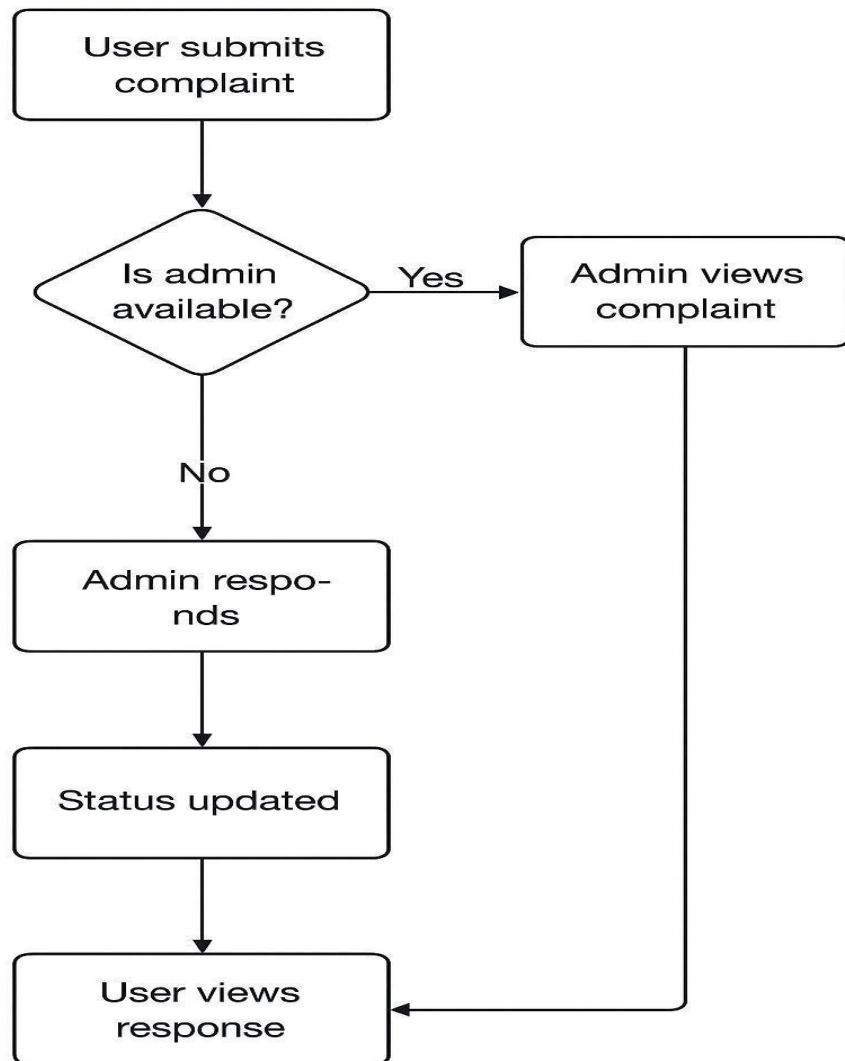 User submits
complaint
Is admin
available?
Yes
Admin views
complaint
No
Admin respo-
nds
Status updated
User views
response